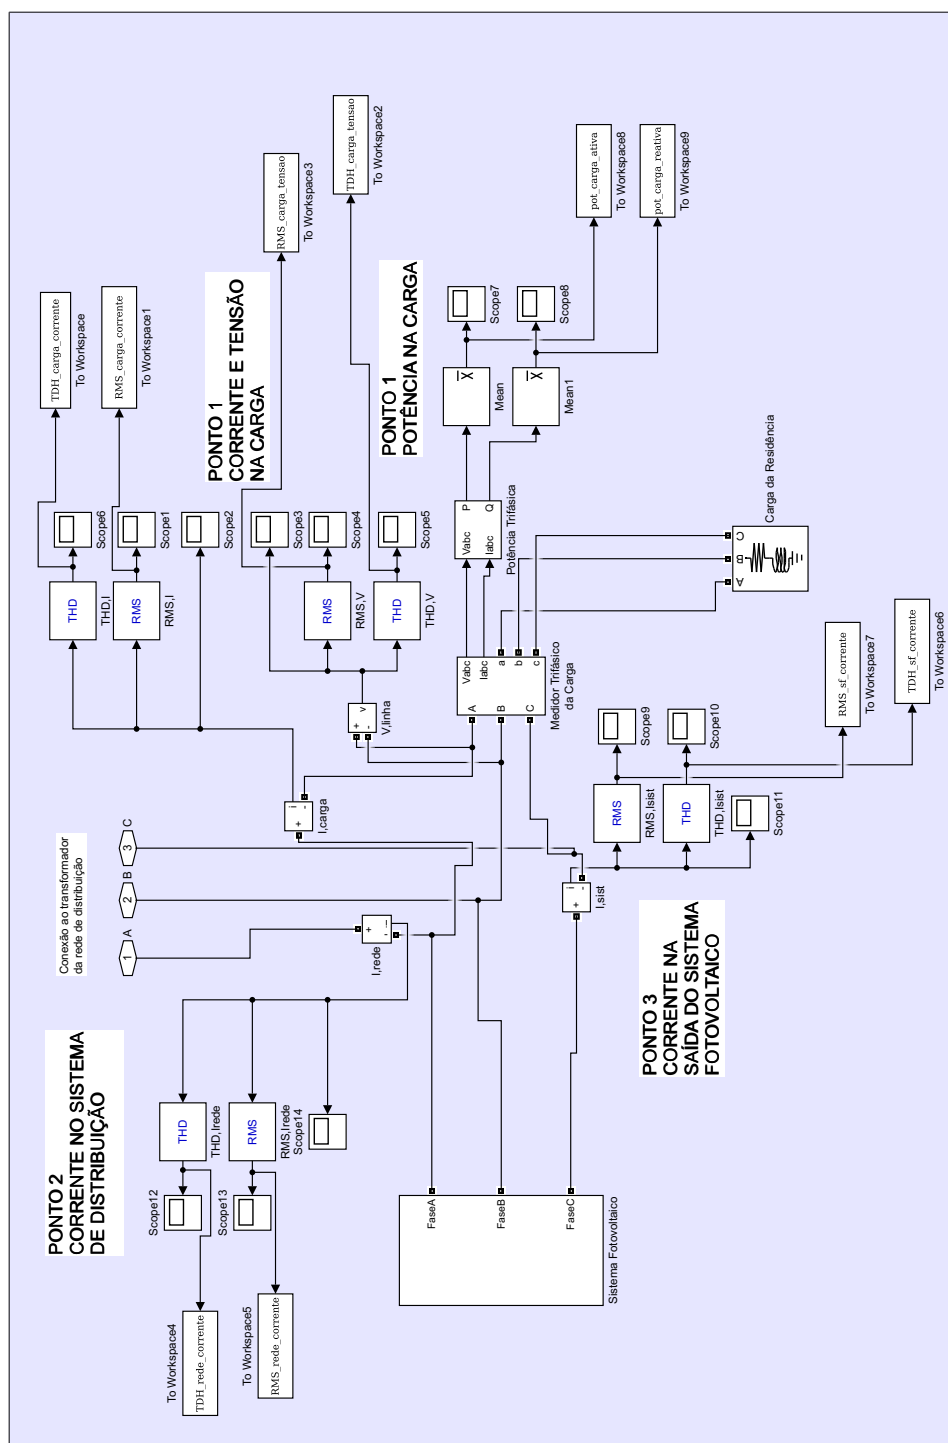 PONTO 2
CORRENTE NO SISTEMA
DE DISTRIBUIÇÃO
To Workspace4
TDH_rede_corrente
Scope12
THD
THD,Irede
To Workspace5
RMS_rede_corrente
Scope13
RMS
RMS,Irede
Scope14
Conexão ao transformador
da rede de distribuição
1
A
2
B
3
C
THD
THD,I
Scope6
TDH_carga_corrente
To Workspace
RMS
RMS,I
Scope1
RMS_carga_corrente
To Workspace1
Scope2
PONTO 1
CORRENTE E TENSÃO
NA CARGA
Scope3
RMS
RMS,V
Scope4
RMS_carga_tensao
To Workspace3
THD
THD,V
Scope5
TDH_carga_tensao
To Workspace2
+
-
i
I,carga
+
-
v
V,linha
+
-
i
I,rede
PONTO 1
POTÊNCIA NA CARGA
Sistema Fotovoltaico
FaseA
FaseB
FaseC
A
B
C
Vabc
Iabc
a
b
c
Medidor Trifásico
da Carga
Vabc
Iabc
P
Q
Potência Trifásica
x
Mean
Scope7
x
Mean1
Scope8
pot_carga_ativa
To Workspace8
pot_carga_reativa
To Workspace9
+
-
i
I,sist
PONTO 3
CORRENTE NA
SAÍDA DO SISTEMA
FOTOVOLTAICO
RMS
RMS,Isist
Scope9
THD
THD,Isist
Scope10
Scope11
A
B
C
Carga da Residência
RMS_sf_corrente
To Workspace7
TDH_sf_corrente
To Workspace6